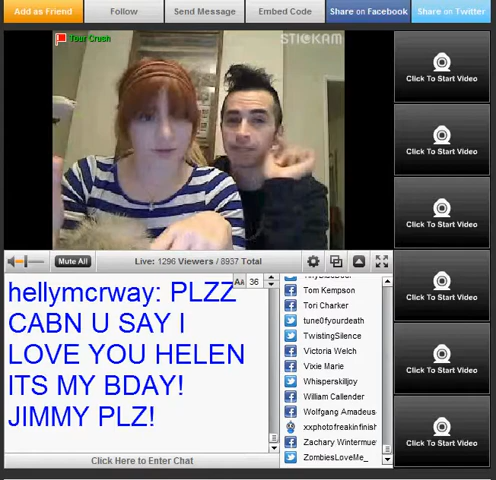 Add as Friend
Follow
Send Message
Embed Code
Share on Facebook
Share on Twitter
Your Crush
STICKAM
Click To Start Video
Click To Start Video
Click To Start Video
Click To Start Video
Click To Start Video
Click To Start Video
Mute All
Live: 1296 Viewers / 8937 Total
AA 36
hellymcrway: PLZZ
CABN U SAY I
LOVE YOU HELEN
ITS MY BDAY!
JIMMY PLZ!
Tom Kempson
Tori Charker
tune0fyourdeath
TwistingSilence
Victoria Welch
Vixie Marie
Whisperskilljoy
William Callender
Wolfgang Amadeus
xxphotofreakinfinish
Zachary Wintermue
ZombiesLoveMe_
Click Here to Enter Chat